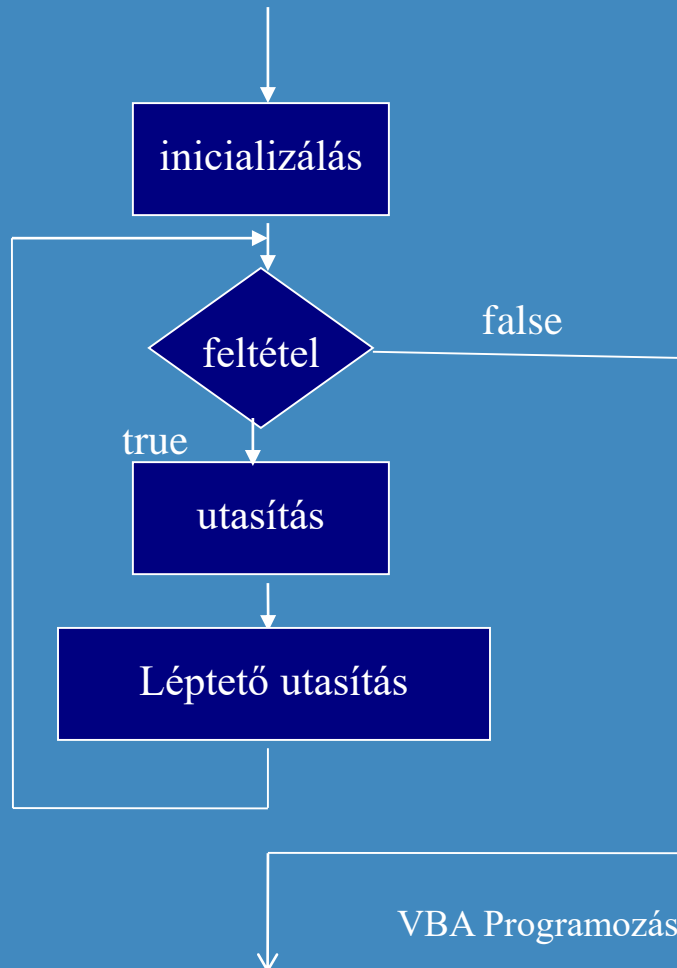 inicializálás
feltétel
false
true
utasítás
Léptető utasítás
VBA Programozás